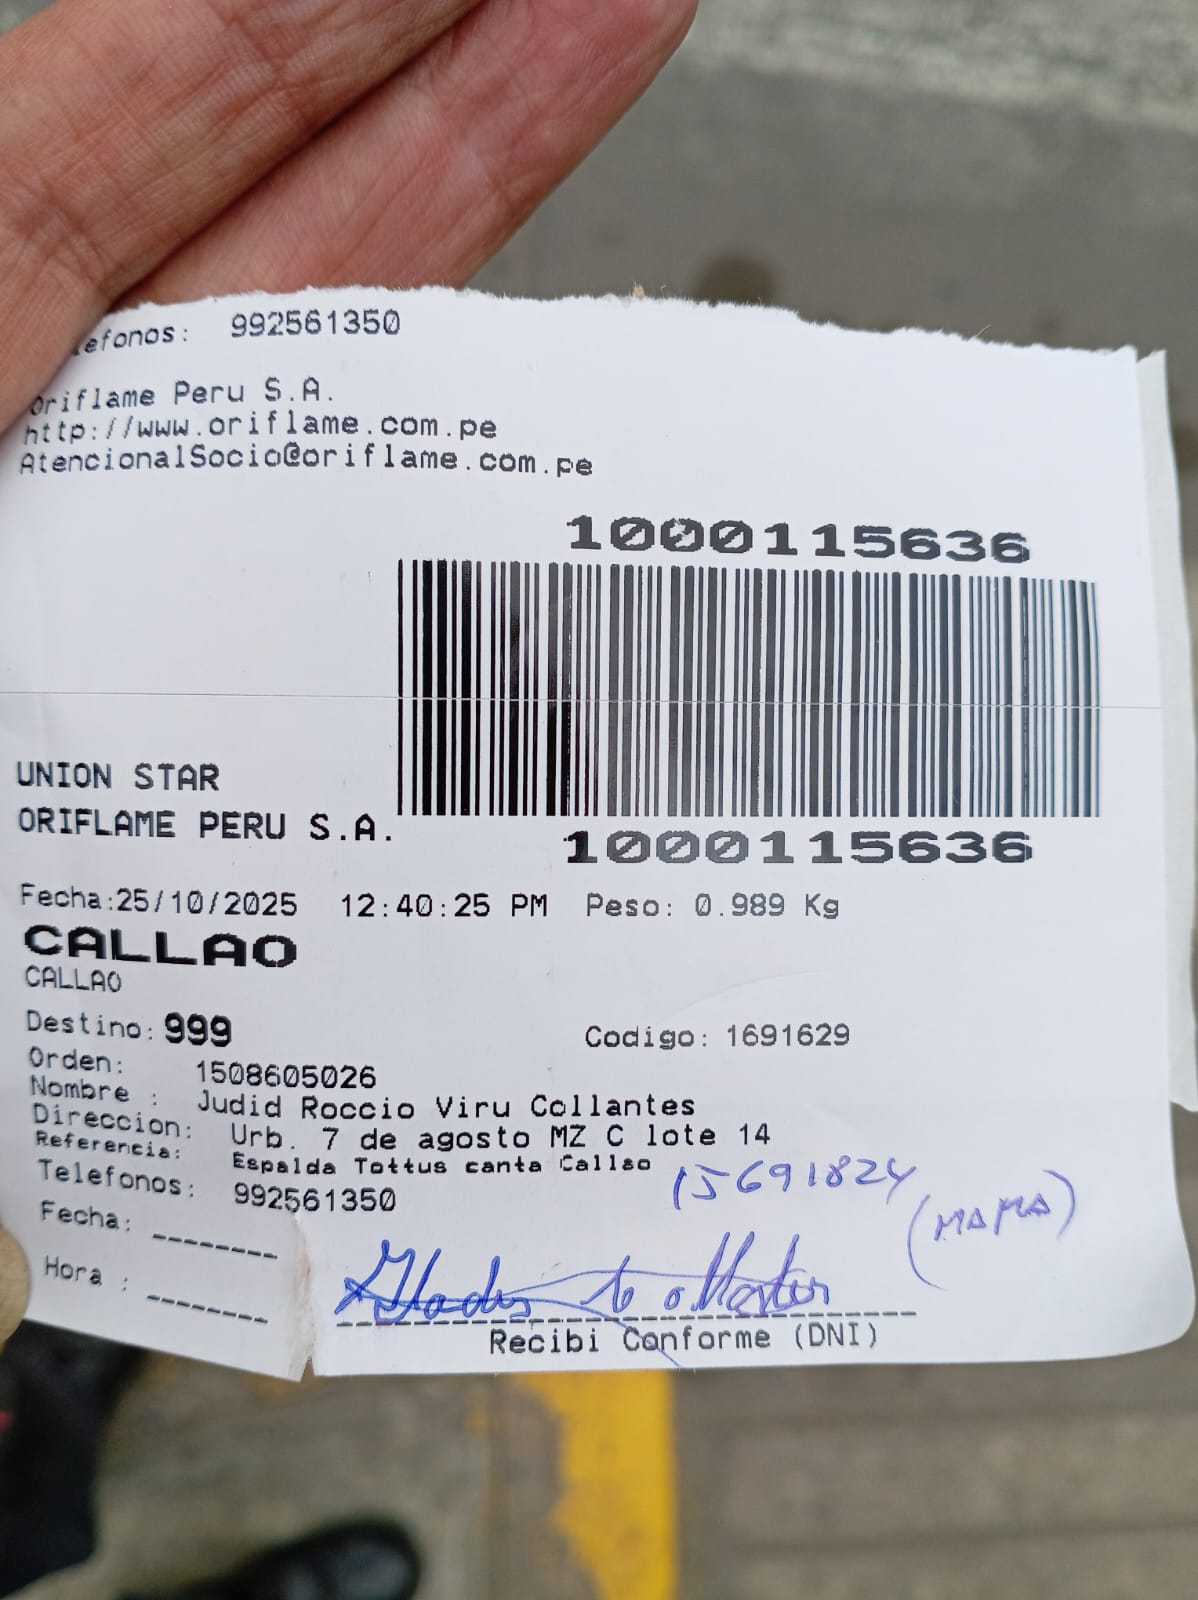 efonos: 992561350
Oriflame Peru S.A.
http://www.oriflame.com.pe
AtencionalSocio@oriflame.com.pe
1000115636
UNION STAR
ORIFLAME PERU S.A.
1000115636
Fecha:25/10/2025 12:40:25 PM Peso: 0.989 Kg
CALLAO
CALLAO
Destino: 999 Codigo: 1691629
Orden: 1508605026
Nombre : Judid Roccio Viru Collantes
Direccion: Urb. 7 de agosto MZ C lote 14
Referencia: Espalda Tottus canta Callao
15691824
Telefonos: 992561350
(MAMA)
Fecha: --------
Hora : --------
Recibi Conforme (DNI)